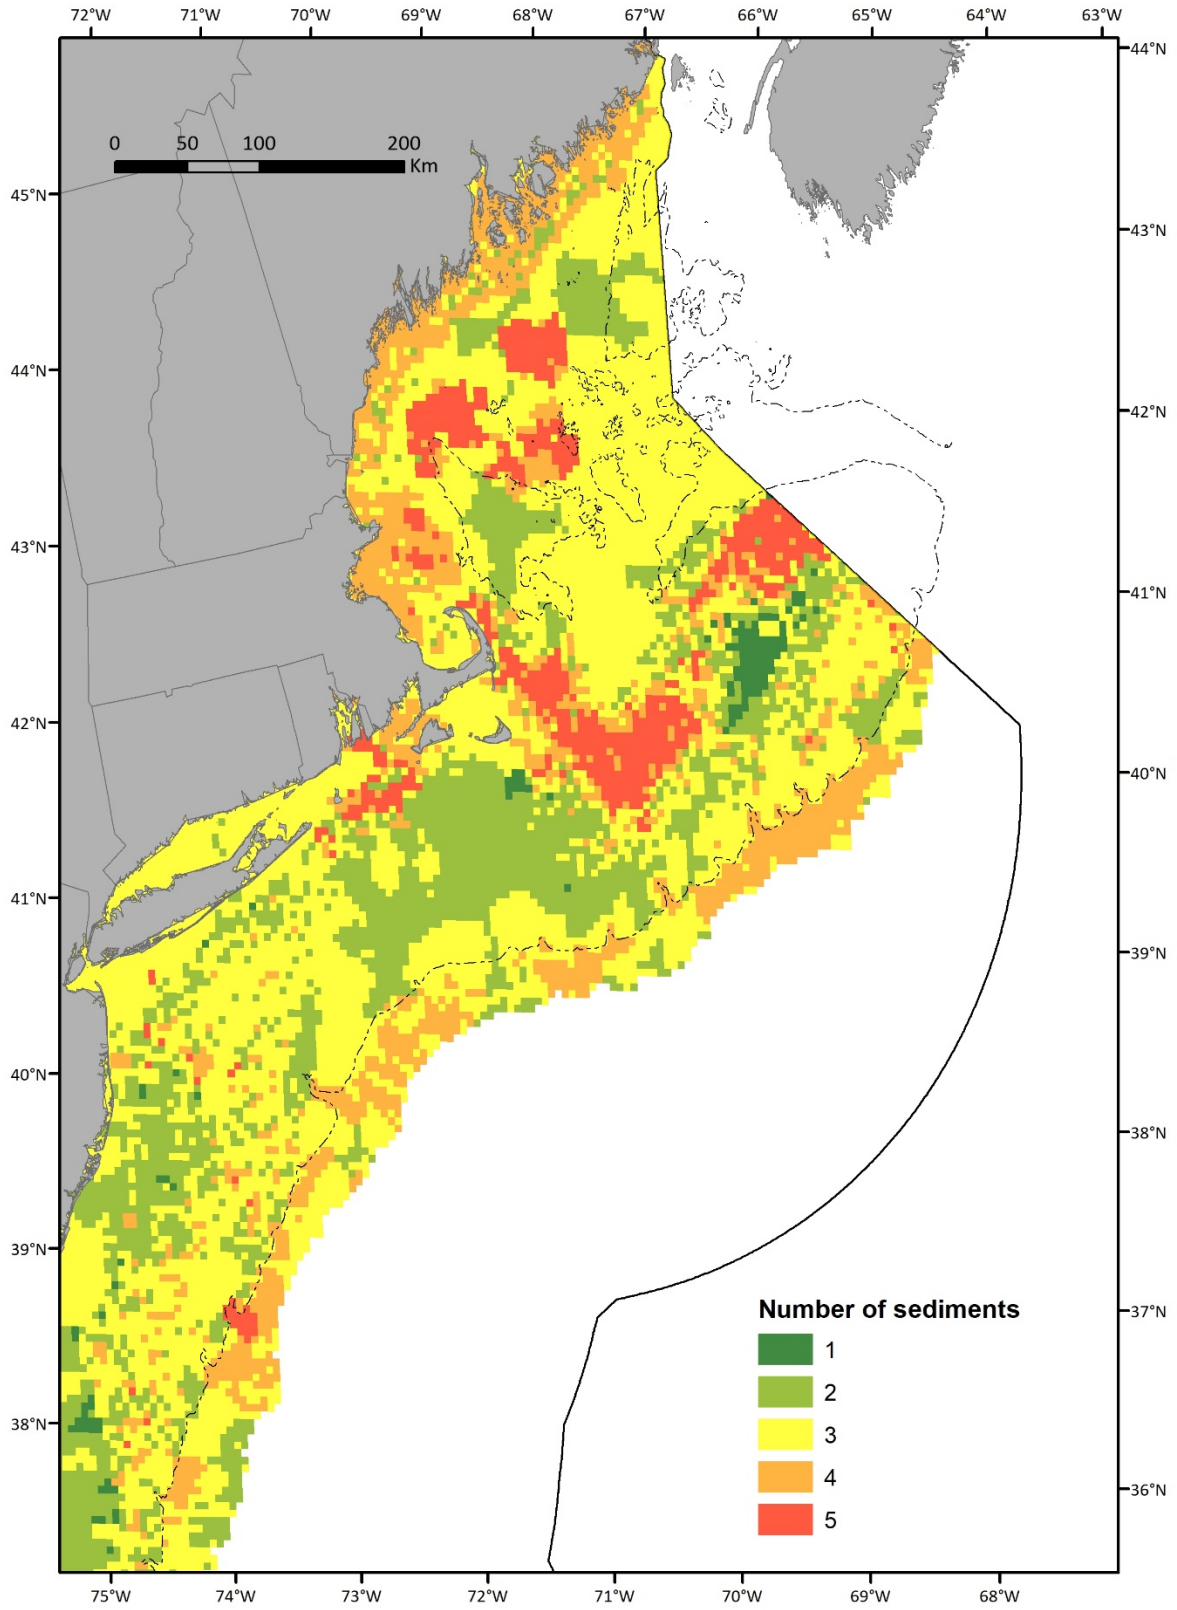 72°W 71°W 70°W 69°W 68°W 67°W 66°W 65°W 64°W 63°W
44°N
0 50 100 200
Km
45°N
43°N
44°N
42°N
43°N
41°N
42°N
40°N
41°N
39°N
40°N
38°N
39°N
37°N
Number of sediments
1
2
38°N
3
4
36°N
5
75°W 74°W 73°W 72°W 71°W 70°W 69°W 68°W